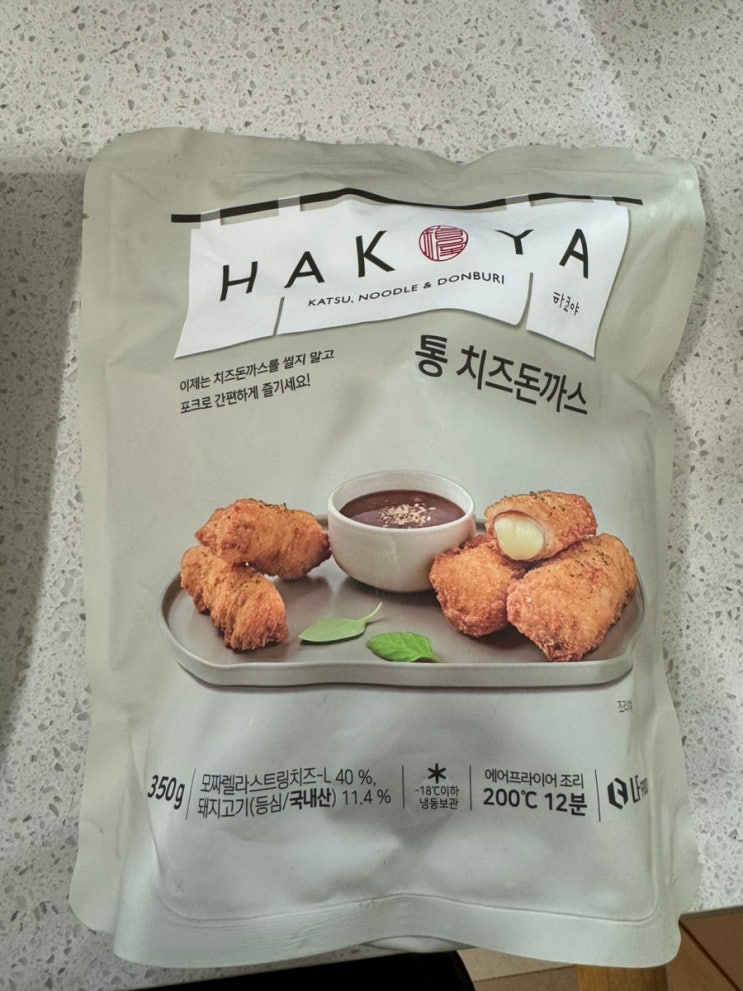 HAKOYA
KATSU, NOODLE & DONBURI
하코야
이제는 치즈돈까스를 썰지 말고
포크로 간편하게 즐기세요!
통 치즈돈까스
350g
모짜렐라스트링치즈-L 40 %,
돼지고기(등심/국내산) 11.4 %
-18℃이하
냉동보관
에어프라이어 조리
200℃ 12분